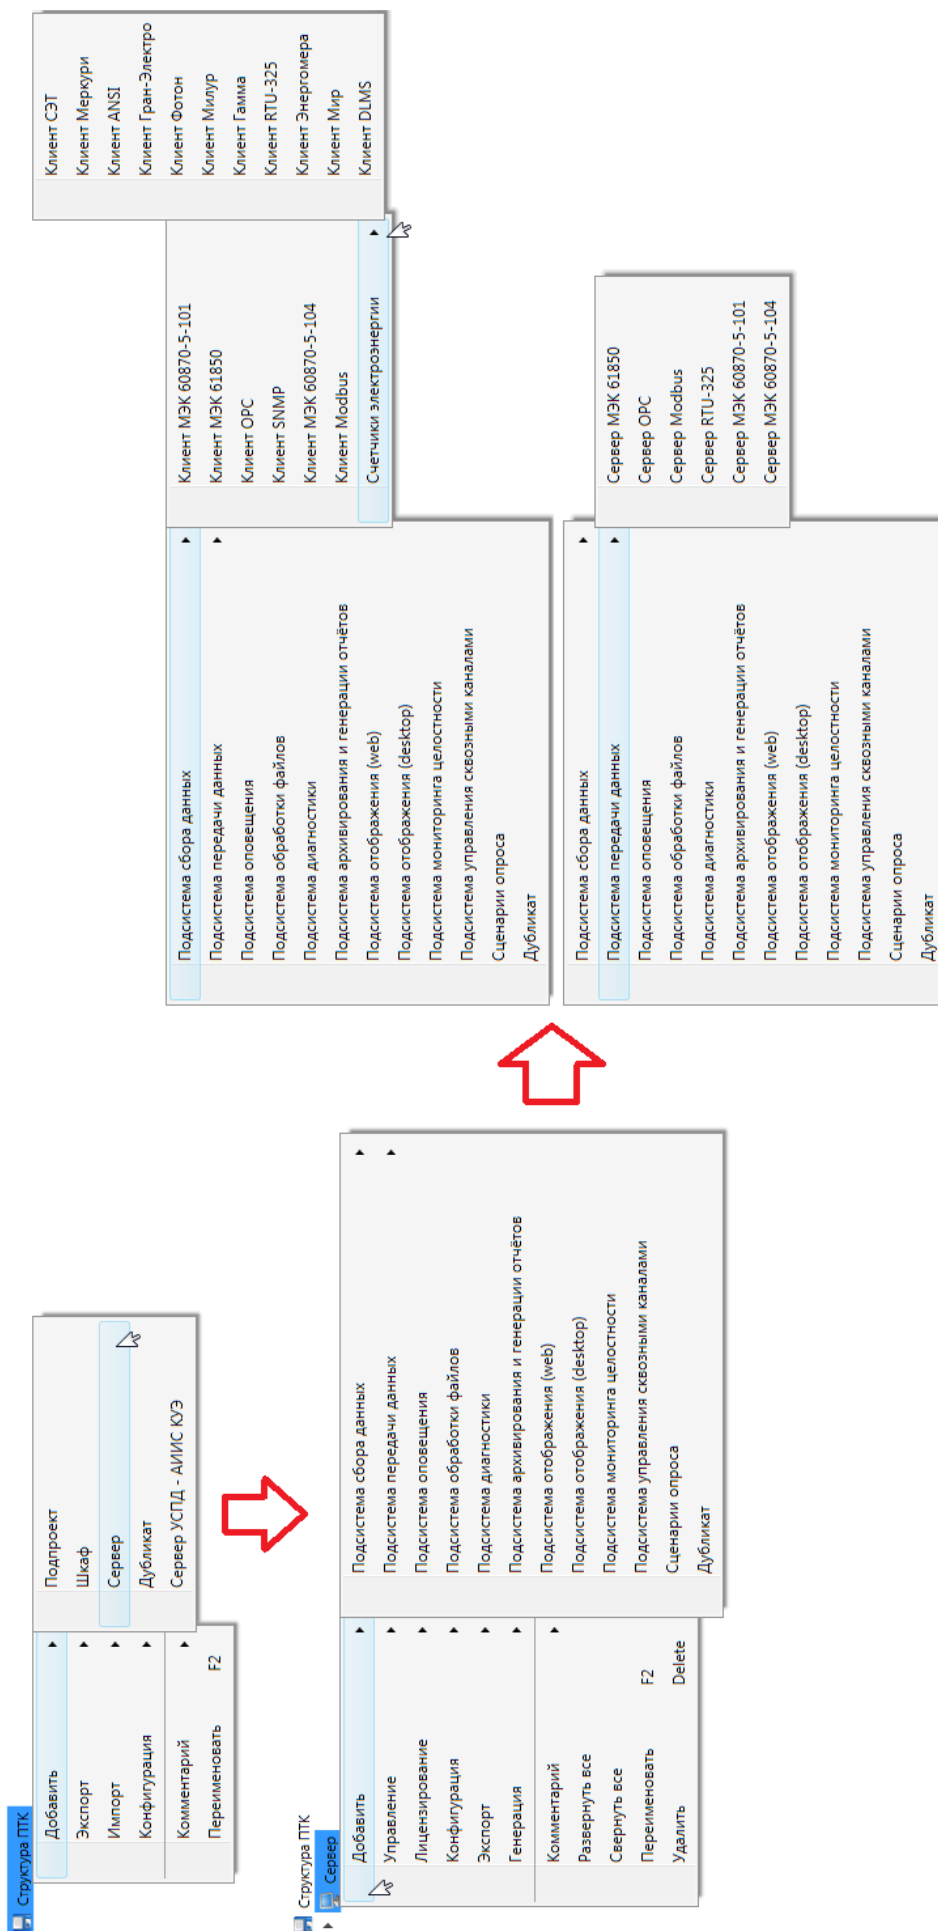 Структура ПТК
Добавить
Экспорт
Импорт
Конфигурация
Комментарий
Переименовать F2
Подпроект
Шкаф
Сервер
Дубликат
Сервер УСПД - АИИС КУЭ
Структура ПТК
Сервер
Добавить
Управление
Лицензирование
Конфигурация
Экспорт
Генерация
Комментарий
Развернуть все
Свернуть все
Переименовать F2
Удалить Delete
Подсистема сбора данных
Подсистема передачи данных
Подсистема оповещения
Подсистема обработки файлов
Подсистема диагностики
Подсистема архивирования и генерации отчётов
Подсистема отображения (web)
Подсистема отображения (desktop)
Подсистема мониторинга целостности
Подсистема управления сквозными каналами
Сценарии опроса
Дубликат
Подсистема сбора данных
Подсистема передачи данных
Подсистема оповещения
Подсистема обработки файлов
Подсистема диагностики
Подсистема архивирования и генерации отчётов
Подсистема отображения (web)
Подсистема отображения (desktop)
Подсистема мониторинга целостности
Подсистема управления сквозными каналами
Сценарии опроса
Дубликат
Клиент МЭК 60870-5-101
Клиент МЭК 61850
Клиент OPC
Клиент SNMP
Клиент МЭК 60870-5-104
Клиент Modbus
Счетчики электроэнергии
Клиент СЭТ
Клиент Меркури
Клиент ANSI
Клиент Гран-Электро
Клиент Фотон
Клиент Милур
Клиент Гамма
Клиент RTU-325
Клиент Энергомера
Клиент Мир
Клиент DLMS
Подсистема сбора данных
Подсистема передачи данных
Подсистема оповещения
Подсистема обработки файлов
Подсистема диагностики
Подсистема архивирования и генерации отчётов
Подсистема отображения (web)
Подсистема отображения (desktop)
Подсистема мониторинга целостности
Подсистема управления сквозными каналами
Сценарии опроса
Дубликат
Сервер МЭК 61850
Сервер OPC
Сервер Modbus
Сервер RTU-325
Сервер МЭК 60870-5-101
Сервер МЭК 60870-5-104